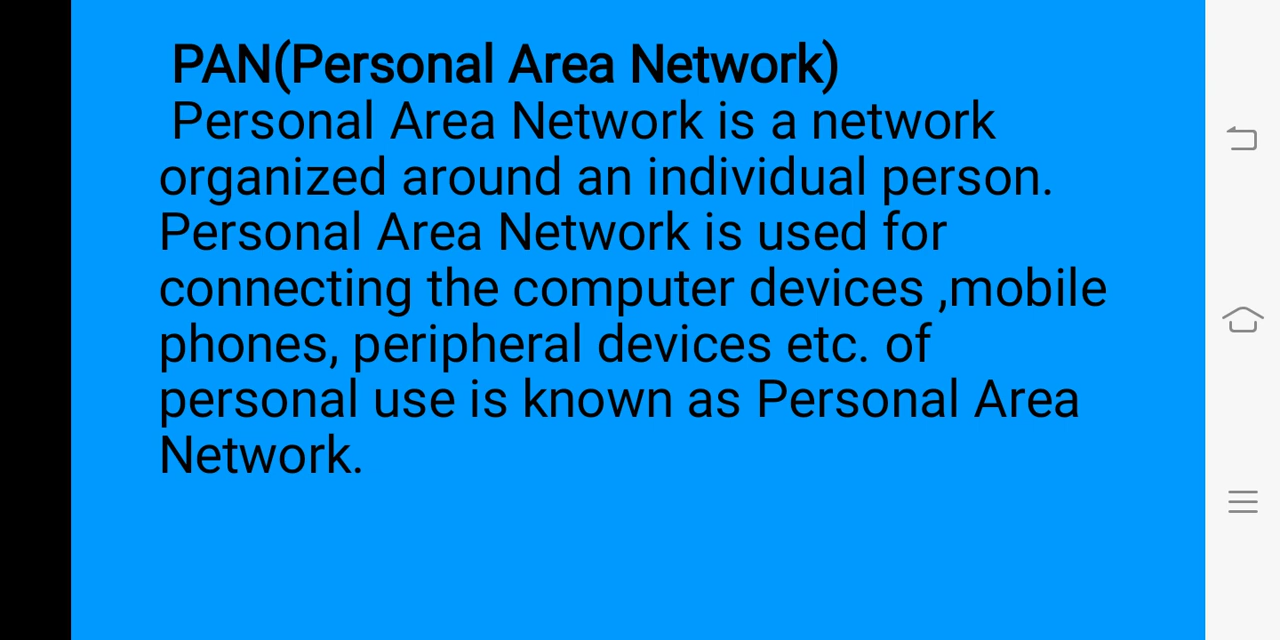 PAN(Personal Area Network)
Personal Area Network is a network
organized around an individual person.
Personal Area Network is used for
connecting the computer devices ,mobile
phones, peripheral devices etc. of
personal use is known as Personal Area
Network.